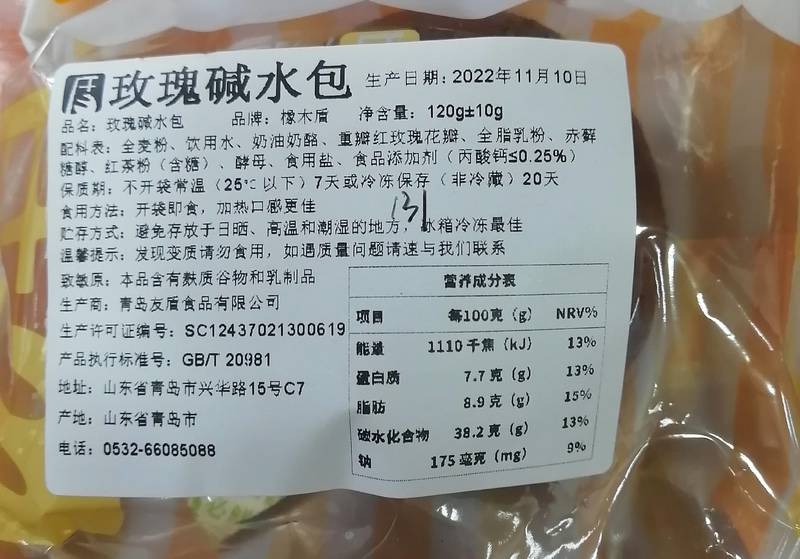 玫瑰碱水包 生产日期：2022年11月10日
品名：玫瑰碱水包 品牌：橡木盾 净含量：120g±10g
配料表：全麦粉、饮用水、奶油奶酪、重瓣红玫瑰花瓣、全脂乳粉、赤藓
糖醇、红茶粉（含糖）、酵母、食用盐、食品添加剂（丙酸钙≤0.25%）
保质期：不开袋常温（25℃以下）7天或冷冻保存（非冷藏）20天
食用方法：开袋即食，加热口感更佳
131
贮存方式：避免存放于日晒、高温和潮湿的地方，冰箱冷冻最佳
温馨提示：发现变质请勿食用，如遇质量问题请速与我们联系
致敏原：本品含有麸质谷物和乳制品
生产商：青岛友盾食品有限公司
生产许可证编号：SC12437021300619
产品执行标准号：GB/T 20981
地址：山东省青岛市兴华路15号C7
产地：山东省青岛市
电话：0532-66085088
营养成分表
项目 每100克（g） NRV%
能量 1110千焦（kJ） 13%
蛋白质 7.7克（g） 13%
脂肪 8.9克（g） 15%
碳水化合物 38.2克（g） 13%
钠 175毫克（mg） 9%